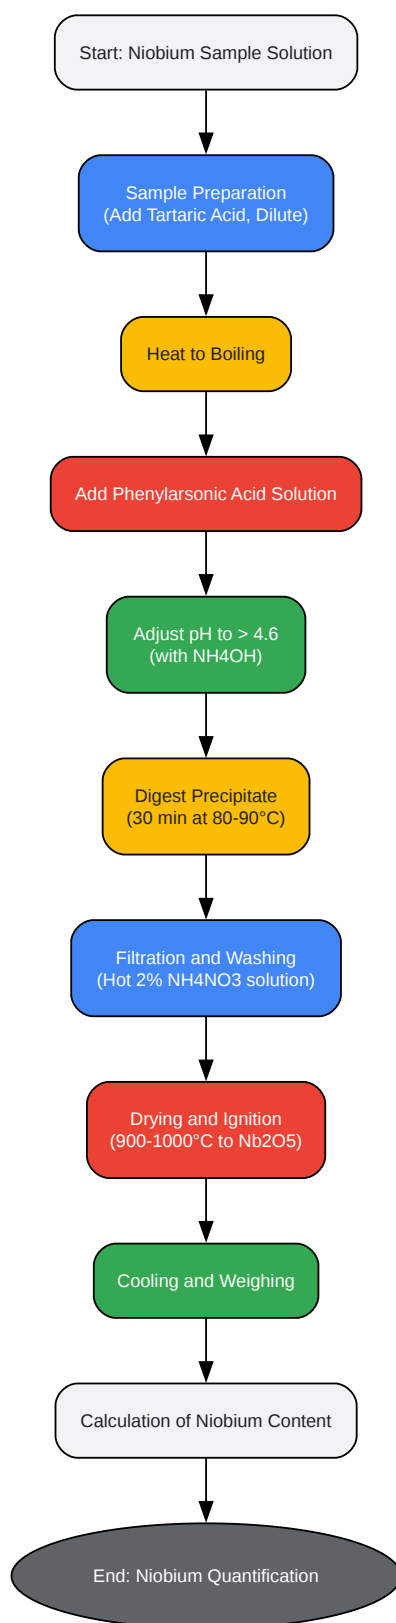 Start: Niobium Sample Solution
Sample Preparation
(Add Tartaric Acid, Dilute)
Heat to Boiling
Add Phenylarsonic Acid Solution
Adjust pH to > 4.6
(with NH4OH)
Digest Precipitate
(30 min at 80-90°C)
Filtration and Washing
(Hot 2% NH4NO3 solution)
Drying and Ignition
(900-1000°C to Nb2O5)
Cooling and Weighing
Calculation of Niobium Content
End: Niobium Quantification